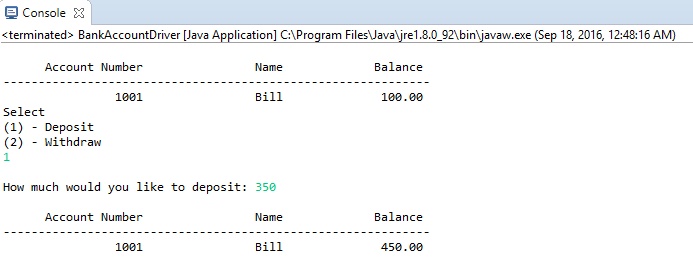 Console
<terminated> BankAccountDriver [Java Application] C:\Program Files\Java\jre1.8.0_92\bin\javaw.exe (Sep 18, 2016, 12:48:16 AM)
Account Number Name Balance
-------------------------------------------------------------
1001 Bill 100.00
Select
(1) - Deposit
(2) - Withdraw
1
How much would you like to deposit: 350
Account Number Name Balance
-------------------------------------------------------------
1001 Bill 450.00